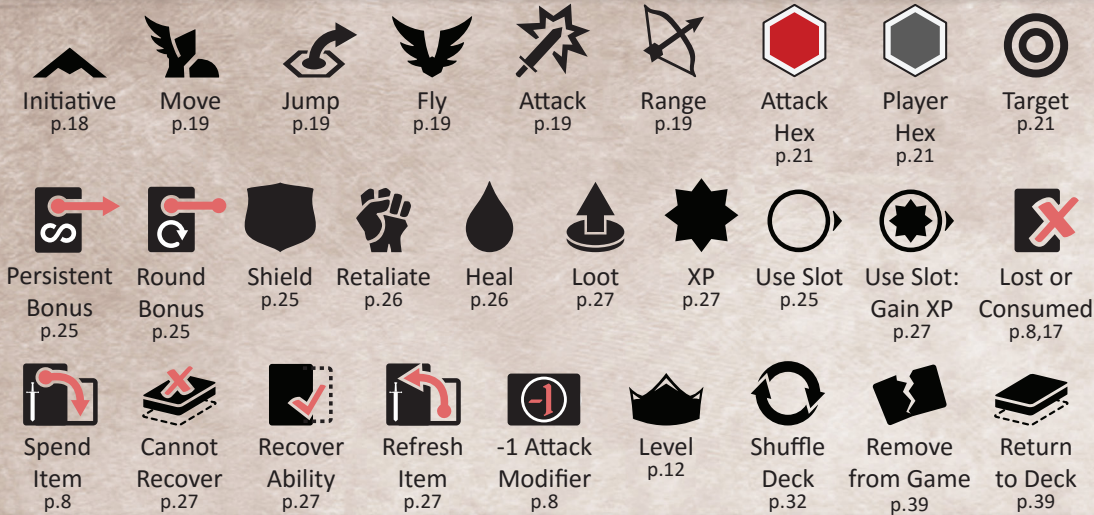 Initiative Move Jump Fly Attack Range Attack Hex Player Hex Target
p.18 p.19 p.19 p.19 p.19 p.19 p.21 p.21 p.21
Persistent Bonus Round Bonus Shield Retaliate Heal Loot XP Use Slot Use Slot: Gain XP Lost or Consumed
p.25 p.25 p.25 p.26 p.26 p.27 p.27 p.25 p.27 p.8,17
-1
Spend Item Cannot Recover Recover Ability Refresh Item -1 Attack Modifier Level Shuffle Deck Remove from Game Return to Deck
p.8 p.27 p.27 p.27 p.8 p.12 p.32 p.39 p.39